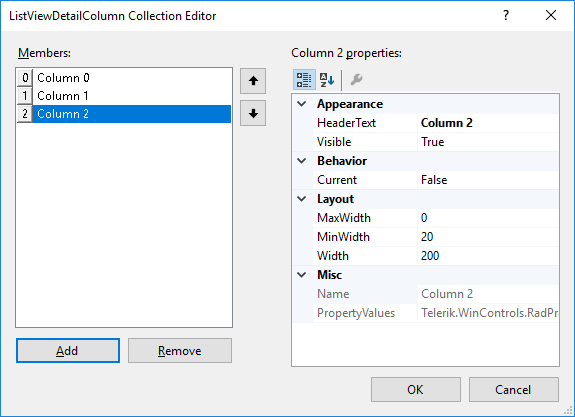 ListViewDetailColumn Collection Editor
Members:
Column 2 properties:
0 Column 0
1 Column 1
2 Column 2
Appearance
HeaderText Column 2
Visible True
Behavior
Current False
Layout
MaxWidth 0
MinWidth 20
Width 200
Misc
Name Column 2
PropertyValues Telerik.WinControls.RadPr
Add
Remove
OK
Cancel